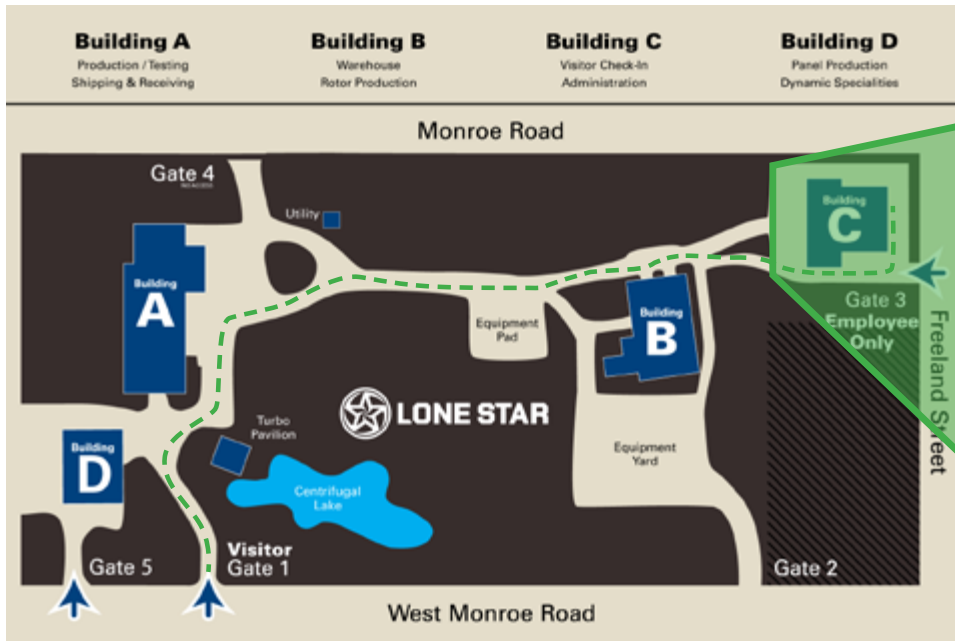 Building A
Production / Testing
Shipping & Receiving
Building B
Warehouse
Rotor Production
Building C
Visitor Check-In
Administration
Building D
Panel Production
Dynamic Specialities
Monroe Road
Gate 4
NO ACCESS
Utility
Building
C
Building
A
Gate 3
Employee
Only
Equipment
Pad
Building
B
Freeland Street
LONE STAR
Turbo
Pavilion
Building
D
Equipment
Yard
Centrifugal
Lake
Visitor
Gate 1
Gate 5
Gate 2
West Monroe Road